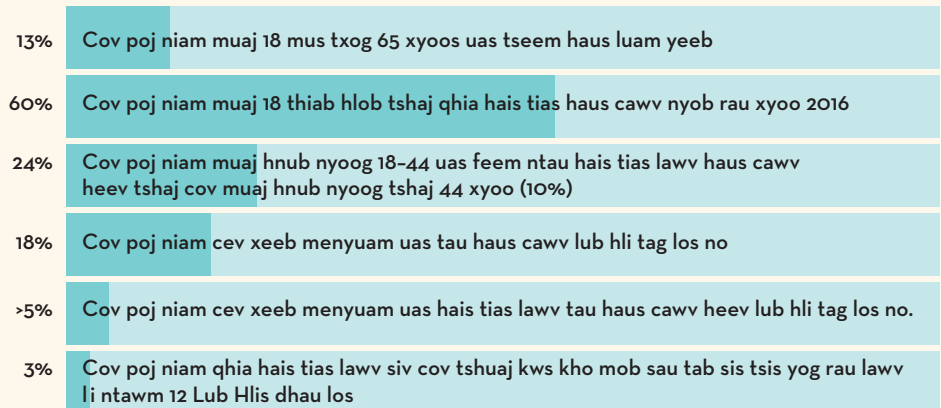 13% Cov poj niam muaj 18 mus txog 65 xyoos uas tseem haus luam yeeb
60% Cov poj niam muaj 18 thiab hlob tshaj qhia hais tias haus cawv nyob rau xyoo 2016
24% Cov poj niam muaj hnub nyoog 18–44 uas feem ntau hais tias lawv haus cawv
heev tshaj cov muaj hnub nyoog tshaj 44 xyoo (10%)
18% Cov poj niam cev xeeb menyuam uas tau haus cawv lub hli tag los no
>5% Cov poj niam cev xeeb menyuam uas hais tias lawv tau haus cawv heev lub hli tag los no.
3% Cov poj niam qhia hais tias lawv siv cov tshuaj kws kho mob sau tab sis tsis yog rau lawv
li ntawm 12 Lub Hlis dhau los